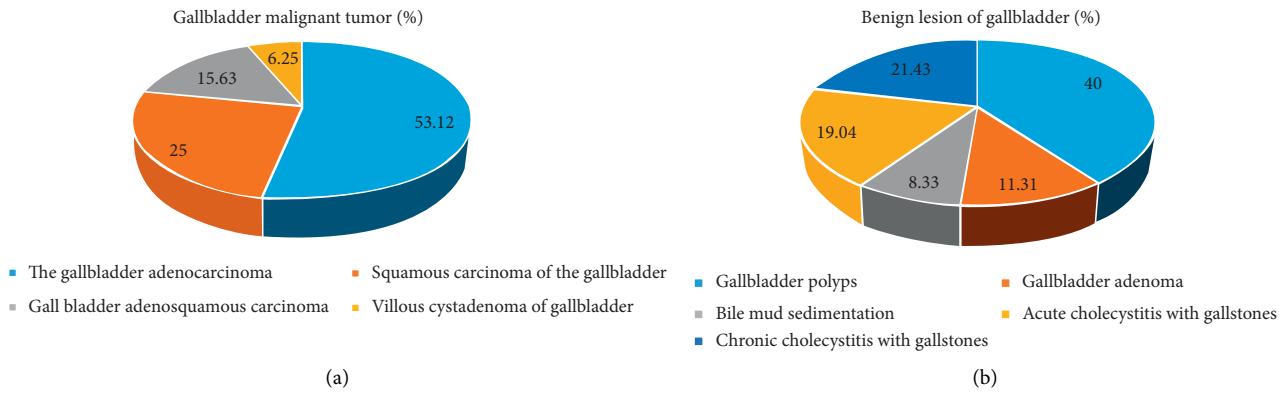 Gallbladder malignant tumor (%)
6.25
15.63
53.12
25
The gallbladder adenocarcinoma
Squamous carcinoma of the gallbladder
Gall bladder adenosquamous carcinoma
Villous cystadenoma of gallbladder
(a)
Benign lesion of gallbladder (%)
21.43
40
19.04
8.33
11.31
Gallbladder polyps
Gallbladder adenoma
Bile mud sedimentation
Acute cholecystitis with gallstones
Chronic cholecystitis with gallstones
(b)